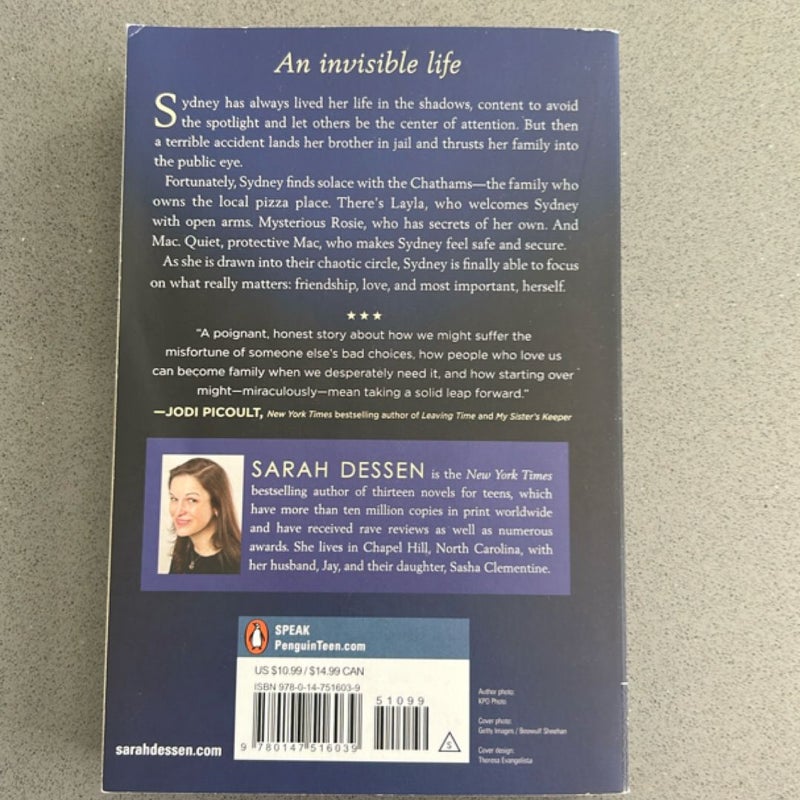 An invisible life
Sydney has always lived her life in the shadows, content to avoid
the spotlight and let others be the center of attention. But then
a terrible accident lands her brother in jail and thrusts her family into
the public eye.
Fortunately, Sydney finds solace with the Chathams—the family who
owns the local pizza place. There's Layla, who welcomes Sydney
with open arms. Mysterious Rosie, who has secrets of her own. And
Mac. Quiet, protective Mac, who makes Sydney feel safe and secure.
As she is drawn into their chaotic circle, Sydney is finally able to focus
on what really matters: friendship, love, and most important, herself.
★★★
"A poignant, honest story about how we might suffer the
misfortune of someone else's bad choices, how people who love us
can become family when we desperately need it, and how starting over
might—miraculously—mean taking a solid leap forward."
—JODI PICOULT, New York Times bestselling author of Leaving Time and My Sister's Keeper
SARAH DESSEN is the New York Times
bestselling author of thirteen novels for teens, which
have more than ten million copies in print worldwide
and have received rave reviews as well as numerous
awards. She lives in Chapel Hill, North Carolina, with
her husband, Jay, and their daughter, Sasha Clementine.
SPEAK
PenguinTeen.com
US $10.99 / $14.99 CAN
ISBN 978-0-14-751603-9
51099
9 780147 516039
S
sarahdessen.com
Author photo:
KPO Photo
Cover photo:
Getty Images / Beowulf Sheehan
Cover design:
Theresa Evangelista